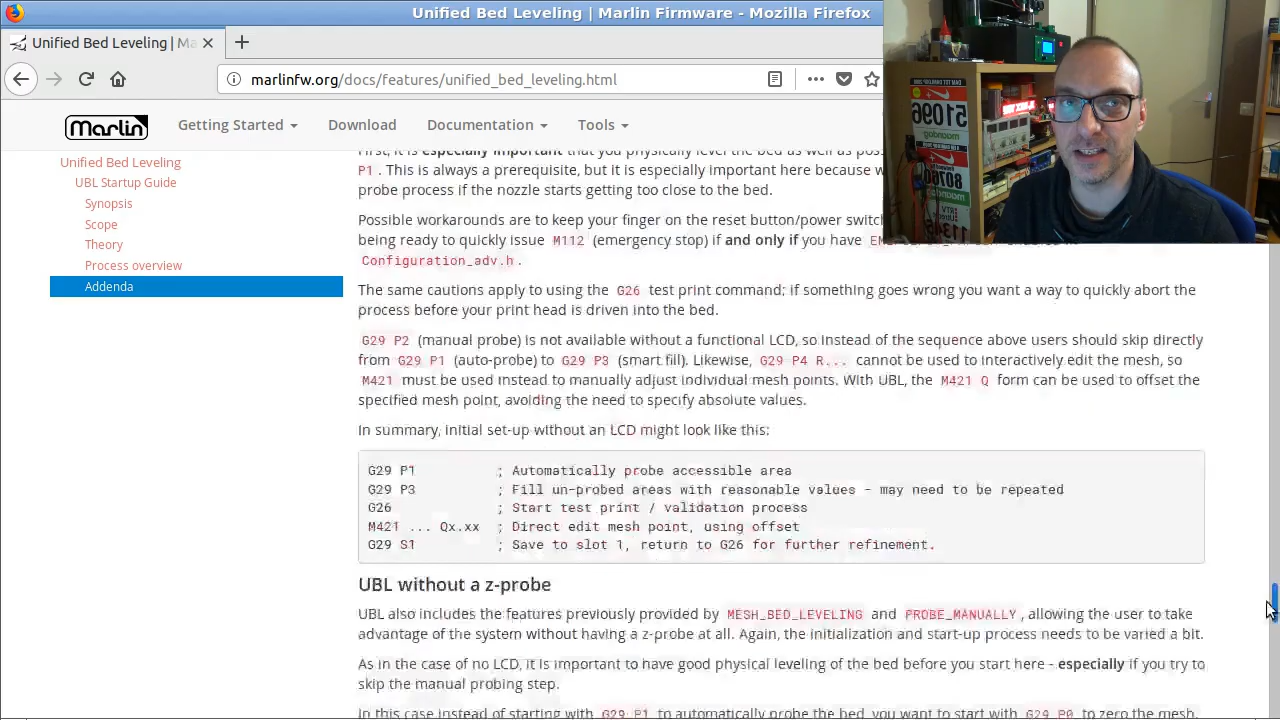 Unified Bed Leveling | Marlin Firmware - Mozilla Firefox
Unified Bed Leveling | Ma
marlinfw.org/docs/features/unified_bed_leveling.html
Marlin
Getting Started
Download
Documentation
Tools
Unified Bed Leveling
UBL Startup Guide
Synopsis
Scope
Theory
Process overview
Addenda
First, it is especially important that you physically level the bed as well as
P1 . This is always a prerequisite, but it is especially important here because
probe process if the nozzle starts getting too close to the bed.
Possible workarounds are to keep your finger on the reset button/power
being ready to quickly issue M112 (emergency stop) if and only if you have
Configuration_adv.h .
The same cautions apply to using the G26 test print command; if something goes wrong you want a way to quickly abort the
process before your print head is driven into the bed.
G29 P2 (manual probe) is not available without a functional LCD, so instead of the sequence above users should skip directly
from G29 P1 (auto-probe) to G29 P3 (smart fill). Likewise, G29 P4 R... cannot be used to interactively edit the mesh, so
M421 must be used instead to manually adjust individual mesh points. With UBL, the M421 Q form can be used to offset the
specified mesh point, avoiding the need to specify absolute values.
In summary, initial set-up without an LCD might look like this:
G29 P1 ; Automatically probe accessible area
G29 P3 ; Fill un-probed areas with reasonable values - may need to be repeated
G26 ; Start test print / validation process
M421 ... Qx.xx ; Direct edit mesh point, using offset
G29 S1 ; Save to slot 1, return to G26 for further refinement.
UBL without a z-probe
UBL also includes the features previously provided by MESH_BED_LEVELING and PROBE_MANUALLY , allowing the user to take
advantage of the system without having a z-probe at all. Again, the initialization and start-up process needs to be varied a bit.
As in the case of no LCD, it is important to have good physical leveling of the bed before you start here - especially if you try to
skip the manual probing step.
In this case instead of starting with G29 P1 to automatically probe the bed, you want to start with G29 P0 to zero the mesh,
51096
80760